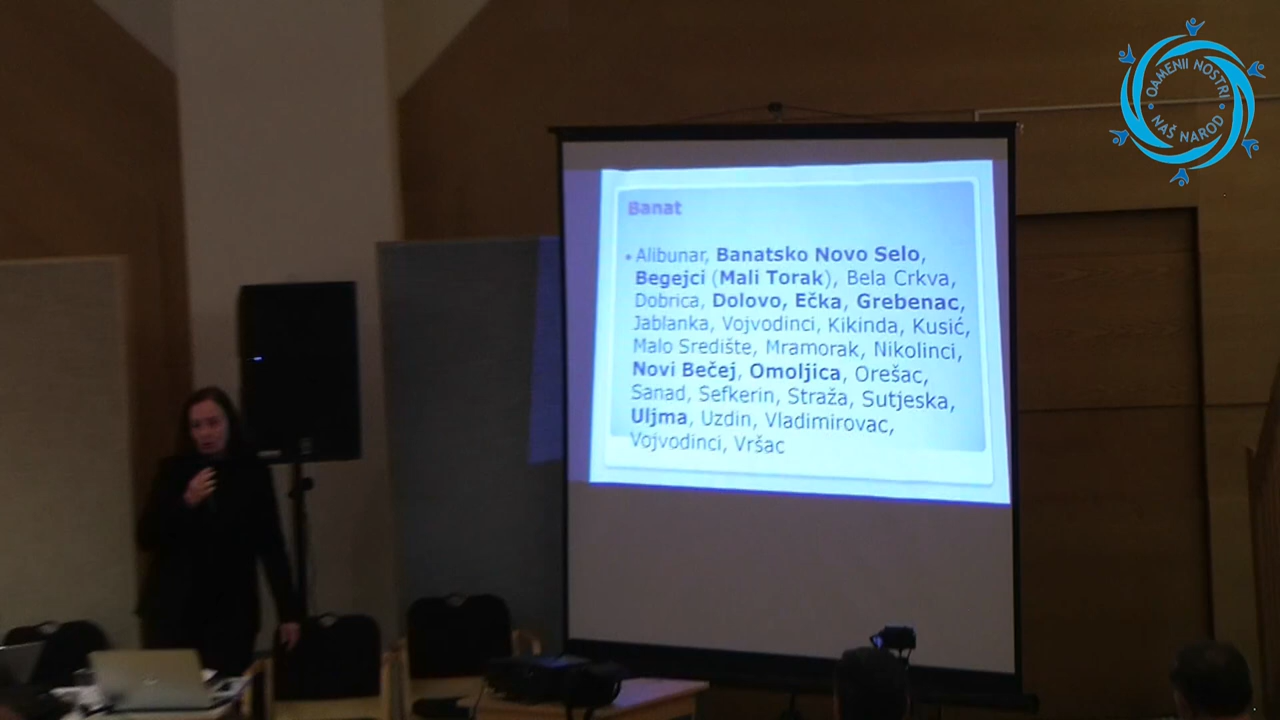 OAMENII NOSTRI
NAŠ NAROD
Banat
• Alibunar, Banatsko Novo Selo,
Begejci (Mali Torak), Bela Crkva,
Dobrica, Dolovo, Ečka, Grebenac,
Jablanka, Vojvodinci, Kikinda, Kusić,
Malo Središte, Mramorak, Nikolinci,
Novi Bečej, Omoljica, Orešac,
Sanad, Sefkerin, Straža, Sutjeska,
Uljma, Uzdin, Vladimirovac,
Vojvodinci, Vršac